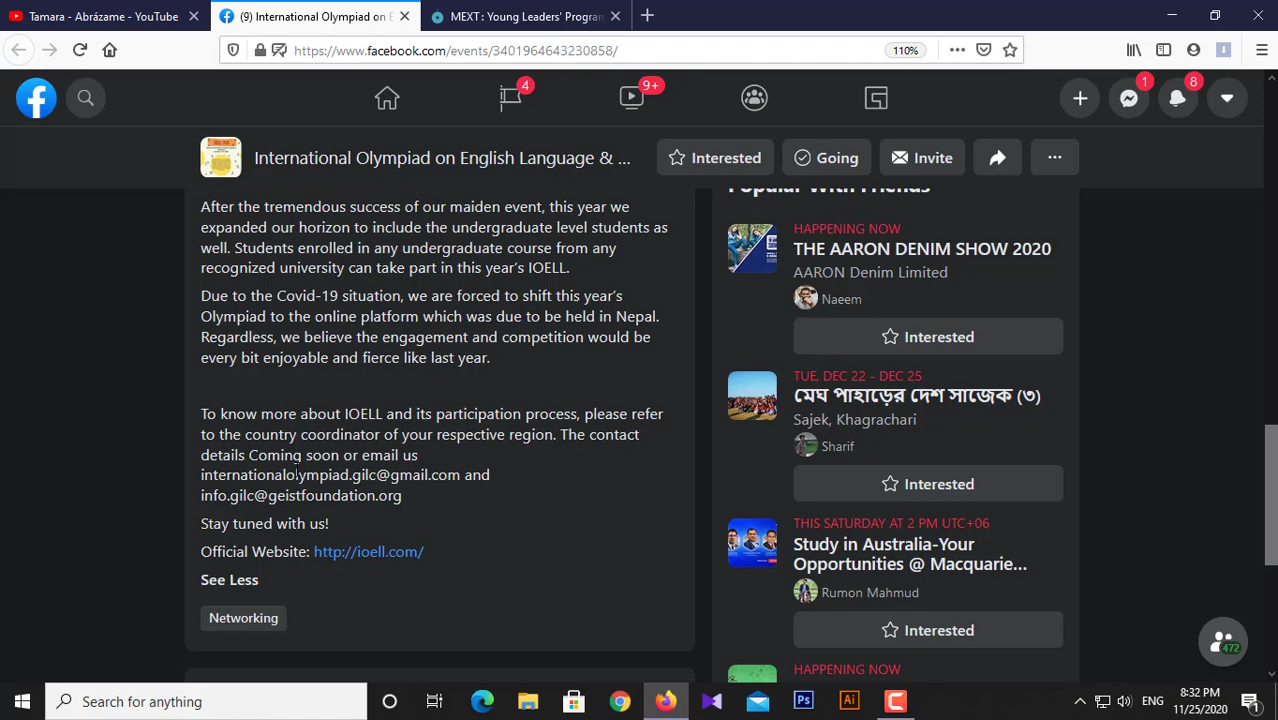 Tamara - Abrázame - YouTube
(9) International Olympiad on E
MEXT : Young Leaders' Program
https://www.facebook.com/events/3401964643230858/
110%
4
9+
1
8
International Olympiad on English Language & ...
Interested
Going
Invite
After the tremendous success of our maiden event, this year we
expanded our horizon to include the undergraduate level students as
well. Students enrolled in any undergraduate course from any
recognized university can take part in this year's IOELL.
Due to the Covid-19 situation, we are forced to shift this year's
Olympiad to the online platform which was due to be held in Nepal.
Regardless, we believe the engagement and competition would be
every bit enjoyable and fierce like last year.
To know more about IOELL and its participation process, please refer
to the country coordinator of your respective region. The contact
details Coming soon or email us
internationalolympiad.gilc@gmail.com and
info.gilc@geistfoundation.org
Stay tuned with us!
Official Website: http://ioell.com/
See Less
Networking
Popular With Friends
HAPPENING NOW
THE AARON DENIM SHOW 2020
AARON Denim Limited
Naeem
Interested
TUE, DEC 22 - DEC 25
মেঘ পাহাড়ের দেশ সাজেক (৩)
Sajek, Khagrachari
Sharif
Interested
THIS SATURDAY AT 2 PM UTC+06
Study in Australia-Your
Opportunities @ Macquarie...
Rumon Mahmud
Interested
HAPPENING NOW
472
Search for anything
Ps
Ai
ENG
8:32 PM
11/25/2020
1